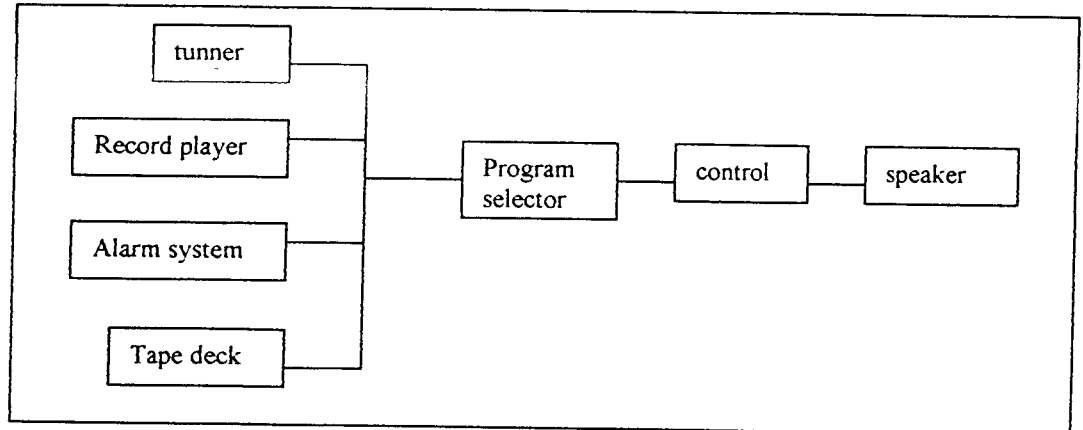 tunner
Record player
Alarm system
Tape deck
Program
selector
control
speaker